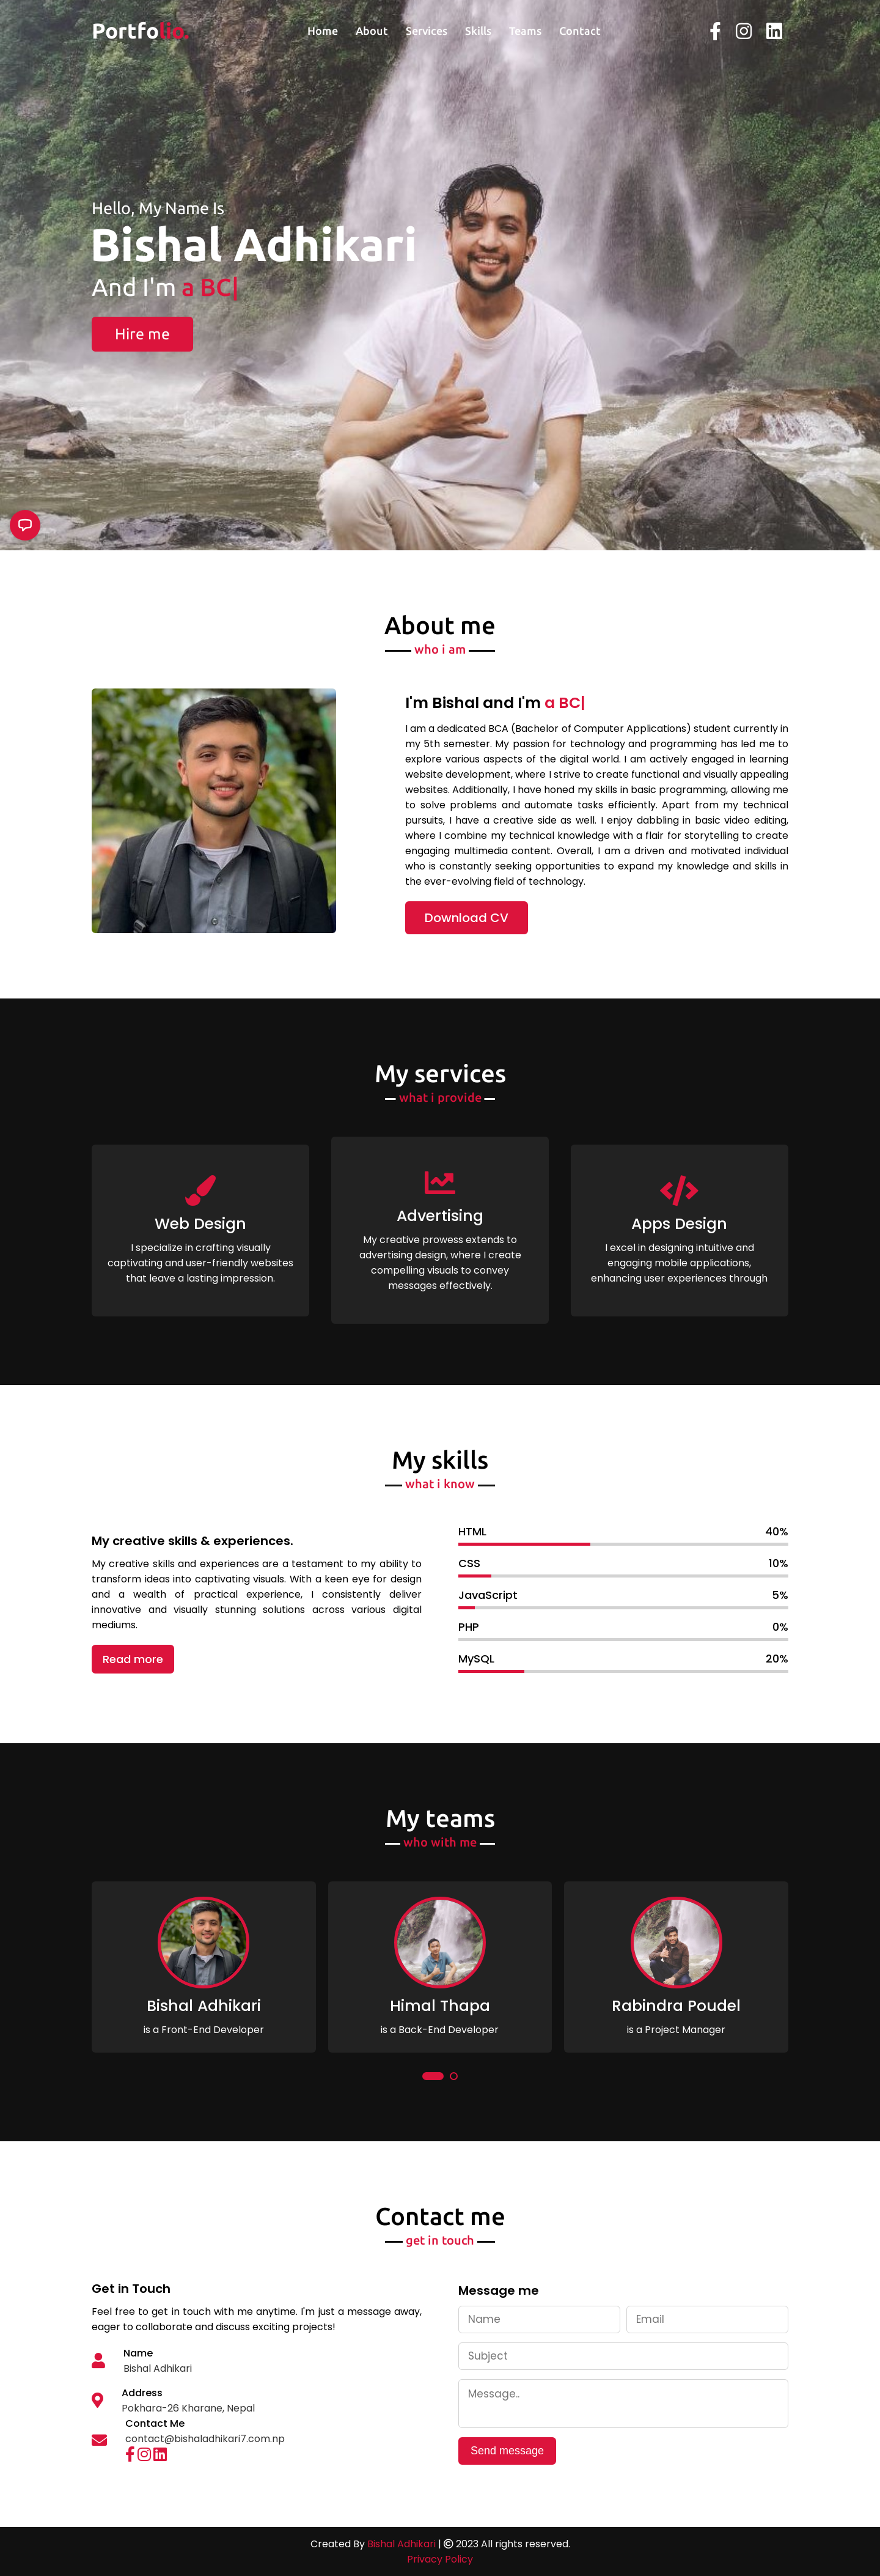 Portfolio.
Home About Services Skills Teams Contact
Hello, My Name Is
Bishal Adhikari
And I'm a BC|
Hire me
About me
who i am
I'm Bishal and I'm a BC|
I am a dedicated BCA (Bachelor of Computer Applications) student currently in
my 5th semester. My passion for technology and programming has led me to
explore various aspects of the digital world. I am actively engaged in learning
website development, where I strive to create functional and visually appealing
websites. Additionally, I have honed my skills in basic programming, allowing me
to solve problems and automate tasks efficiently. Apart from my technical
pursuits, I have a creative side as well. I enjoy dabbling in basic video editing,
where I combine my technical knowledge with a flair for storytelling to create
engaging multimedia content. Overall, I am a driven and motivated individual
who is constantly seeking opportunities to expand my knowledge and skills in
the ever-evolving field of technology.
Download CV
My services
what i provide
Web Design
I specialize in crafting visually
captivating and user-friendly websites
that leave a lasting impression.
Advertising
My creative prowess extends to
advertising design, where I create
compelling visuals to convey
messages effectively.
Apps Design
I excel in designing intuitive and
engaging mobile applications,
enhancing user experiences through
My skills
what i know
My creative skills & experiences.
My creative skills and experiences are a testament to my ability to
transform ideas into captivating visuals. With a keen eye for design
and a wealth of practical experience, I consistently deliver
innovative and visually stunning solutions across various digital
mediums.
Read more
HTML 40%
CSS 10%
JavaScript 5%
PHP 0%
MySQL 20%
My teams
who with me
Bishal Adhikari
is a Front-End Developer
Himal Thapa
is a Back-End Developer
Rabindra Poudel
is a Project Manager
Contact me
get in touch
Get in Touch
Feel free to get in touch with me anytime. I'm just a message away,
eager to collaborate and discuss exciting projects!
Name
Bishal Adhikari
Address
Pokhara-26 Kharane, Nepal
Contact Me
contact@bishaladhikari7.com.np
Message me
Name Email
Subject
Message..
Send message
Created By Bishal Adhikari | © 2023 All rights reserved.
Privacy Policy